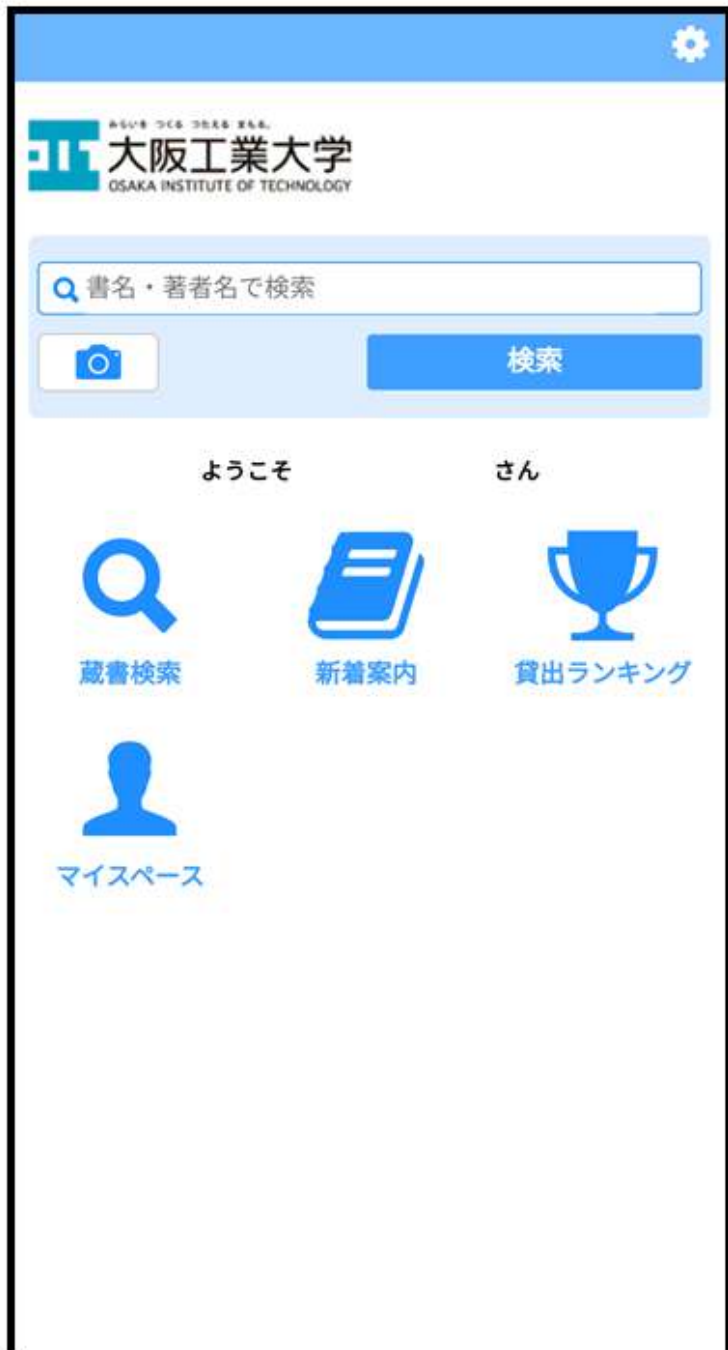 みらいを つくる つたえる まもる。
大阪工業大学
OSAKA INSTITUTE OF TECHNOLOGY
書名・著者名で検索
検索
ようこそ さん
蔵書検索 新着案内 貸出ランキング
マイスペース